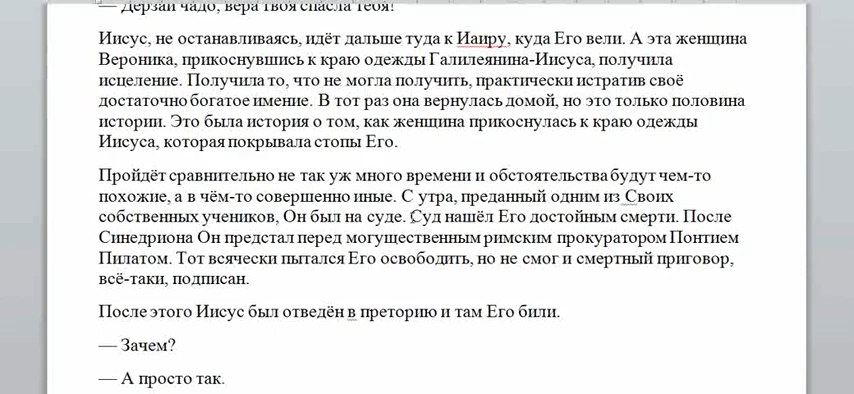 — Дерзай чадо, вера твоя спасла тебя!
Иисус, не останавливаясь, идёт дальше туда к Иаиру, куда Его вели. А эта женщина
Вероника, прикоснувшись к краю одежды Галилеянина-Иисуса, получила
исцеление. Получила то, что не могла получить, практически истратив своё
достаточно богатое имение. В тот раз она вернулась домой, но это только половина
истории. Это была история о том, как женщина прикоснулась к краю одежды
Иисуса, которая покрывала стопы Его.
Пройдёт сравнительно не так уж много времени и обстоятельства будут чем-то
похожие, а в чём-то совершенно иные. С утра, преданный одним из Своих
собственных учеников, Он был на суде. Суд нашёл Его достойным смерти. После
Синедриона Он предстал перед могущественным римским прокуратором Понтием
Пилатом. Тот всячески пытался Его освободить, но не смог и смертный приговор,
всё-таки, подписан.
После этого Иисус был отведён в преторию и там Его били.
— Зачем?
— А просто так.